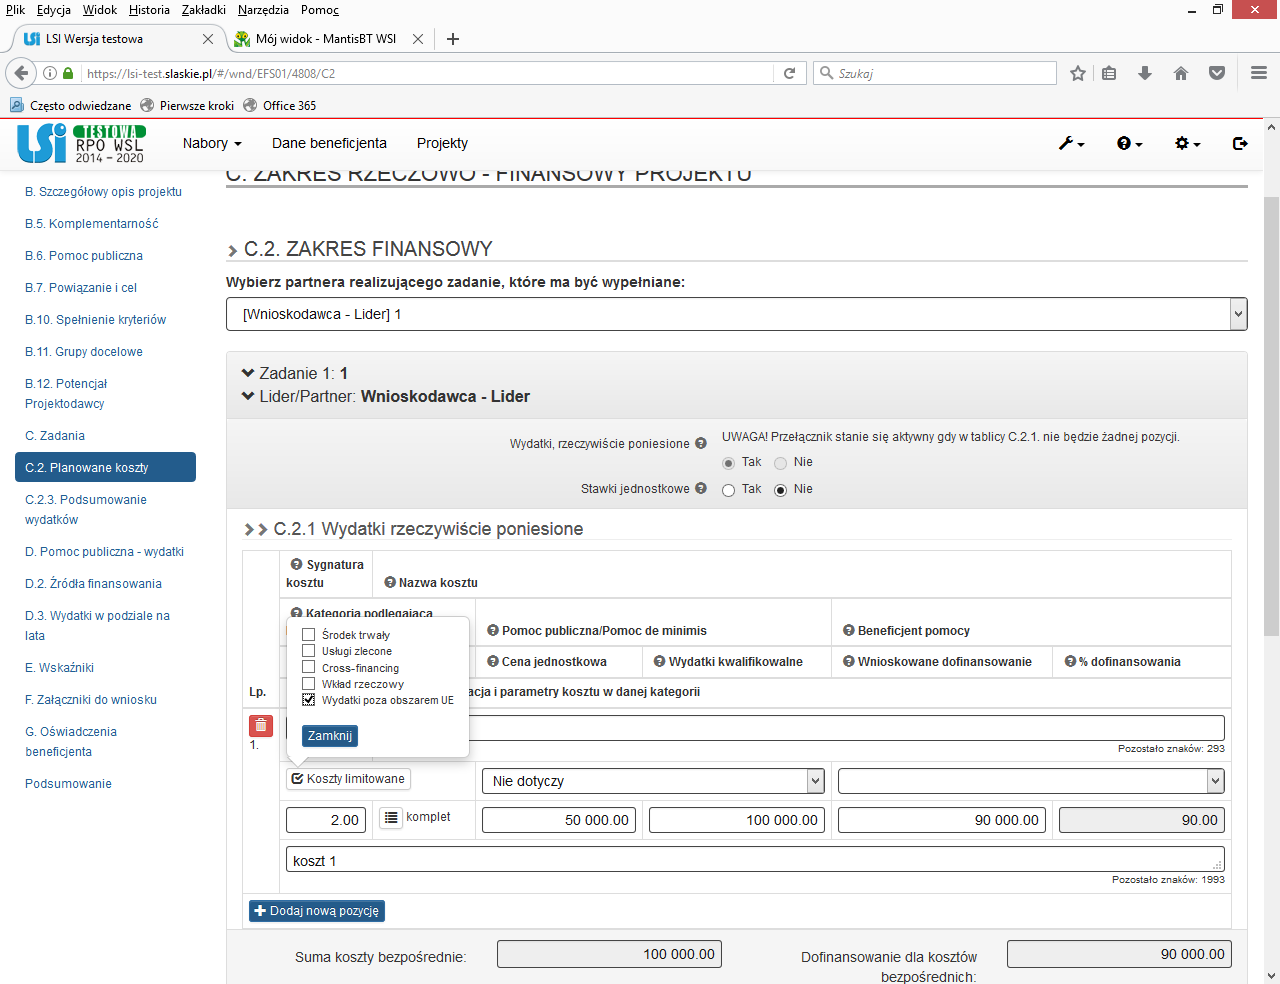 Plik Edycja Widok Historia Zakładki Narzędzia Pomoc
LSI Wersja testowa
Mój widok - MantisBT WSI
https://lsi-test.slaskie.pl/#/wnd/EFS01/4808/C2
Szukaj
Często odwiedzane Pierwsze kroki Office 365
LSi TESTOWA
RPO WSL
2014 – 2020
Nabory Dane beneficjenta Projekty
C. ZAKRES RZECZOWO - FINANSOWY PROJEKTU
B. Szczegółowy opis projektu
B.5. Komplementarność
B.6. Pomoc publiczna
B.7. Powiązanie i cel
B.10. Spełnienie kryteriów
B.11. Grupy docelowe
B.12. Potencjał
Projektodawcy
C. Zadania
C.2. Planowane koszty
C.2.3. Podsumowanie
wydatków
D. Pomoc publiczna - wydatki
D.2. Źródła finansowania
D.3. Wydatki w podziale na
lata
E. Wskaźniki
F. Załączniki do wniosku
G. Oświadczenia
beneficjenta
Podsumowanie
C.2. ZAKRES FINANSOWY
Wybierz partnera realizującego zadanie, które ma być wypełniane:
[Wnioskodawca - Lider] 1
Zadanie 1: 1
Lider/Partner: Wnioskodawca - Lider
Wydatki, rzeczywiście poniesione
UWAGA! Przełącznik stanie się aktywny gdy w tablicy C.2.1. nie będzie żadnej pozycji.
Tak Nie
Stawki jednostkowe Tak Nie
C.2.1 Wydatki rzeczywiście poniesione
Lp.
Sygnatura
kosztu
Nazwa kosztu
Kategoria podlegająca
Pomoc publiczna/Pomoc de minimis
Beneficjent pomocy
Cena jednostkowa
Wydatki kwalifikowalne
Wnioskowane dofinansowanie
% dofinansowania
i parametry kosztu w danej kategorii
Środek trwały
Usługi zlecone
Cross-financing
Wkład rzeczowy
Wydatki poza obszarem UE
Zamknij
1.
Pozostało znaków: 293
Koszty limitowane
Nie dotyczy
2.00
komplet
50 000.00
100 000.00
90 000.00
90.00
koszt 1
Pozostało znaków: 1993
Dodaj nową pozycję
Suma koszty bezpośrednie:
100 000.00
Dofinansowanie dla kosztów
bezpośrednich:
90 000.00